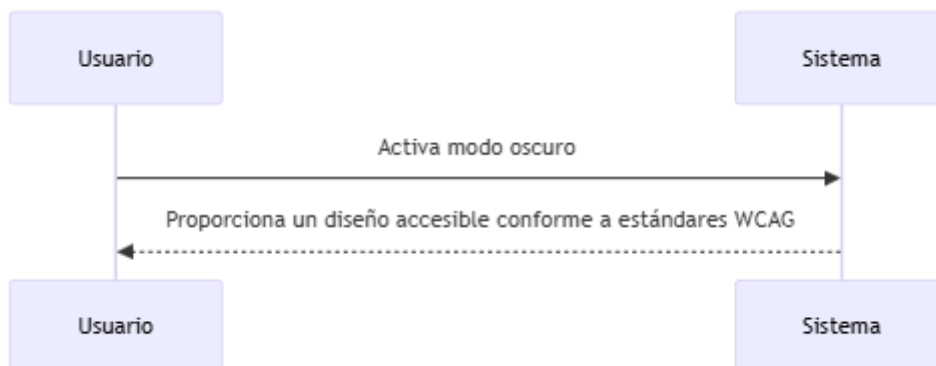 Usuario
Sistema
Activa modo oscuro
Proporciona un diseño accesible conforme a estándares WCAG
Usuario
Sistema